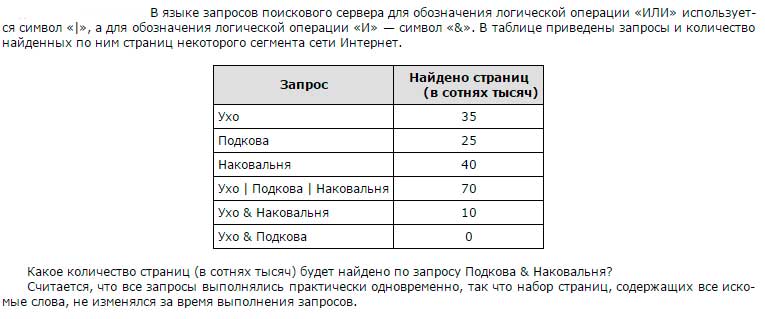 В языке запросов поискового сервера для обозначения логической операции «ИЛИ» использует-
ся символ «|», а для обозначения логической операции «И» — символ «&». В таблице приведены запросы и количество
найденных по ним страниц некоторого сегмента сети Интернет.
Запрос Найдено страниц
(в сотнях тысяч)
Ухо 35
Подкова 25
Наковальня 40
Ухо | Подкова | Наковальня 70
Ухо & Наковальня 10
Ухо & Подкова 0
Какое количество страниц (в сотнях тысяч) будет найдено по запросу Подкова & Наковальня?
Считается, что все запросы выполнялись практически одновременно, так что набор страниц, содержащих все иско-
мые слова, не изменялся за время выполнения запросов.